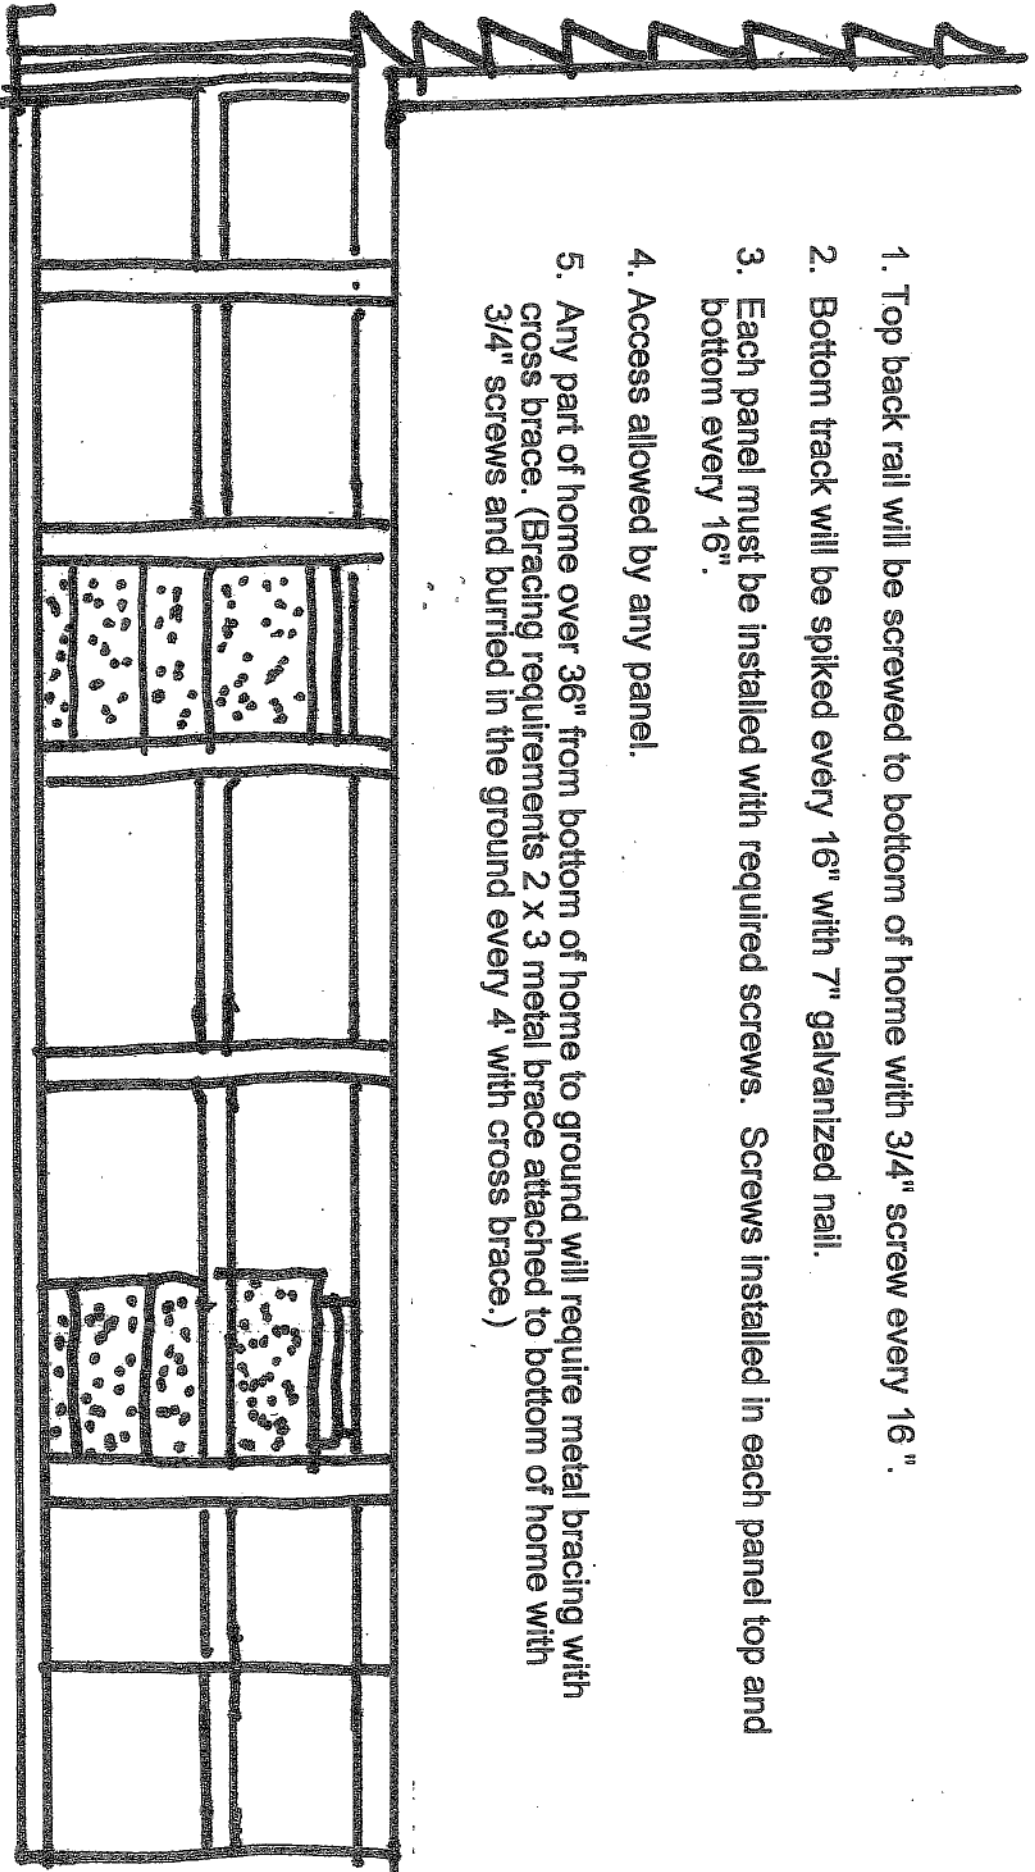 1. Top back rail will be screwed to bottom of home with 3/4" screw every 16 ".
2. Bottom track will be spiked every 16" with 7" galvanized nail.
3. Each panel must be installed with required screws. Screws installed in each panel top and
bottom every 16".
4. Access allowed by any panel.
5. Any part of home over 36" from bottom of home to ground will require metal bracing with
cross brace. (Bracing requirements 2 x 3 metal brace attached to bottom of home with
3/4" screws and burried in the ground every 4' with cross brace.)